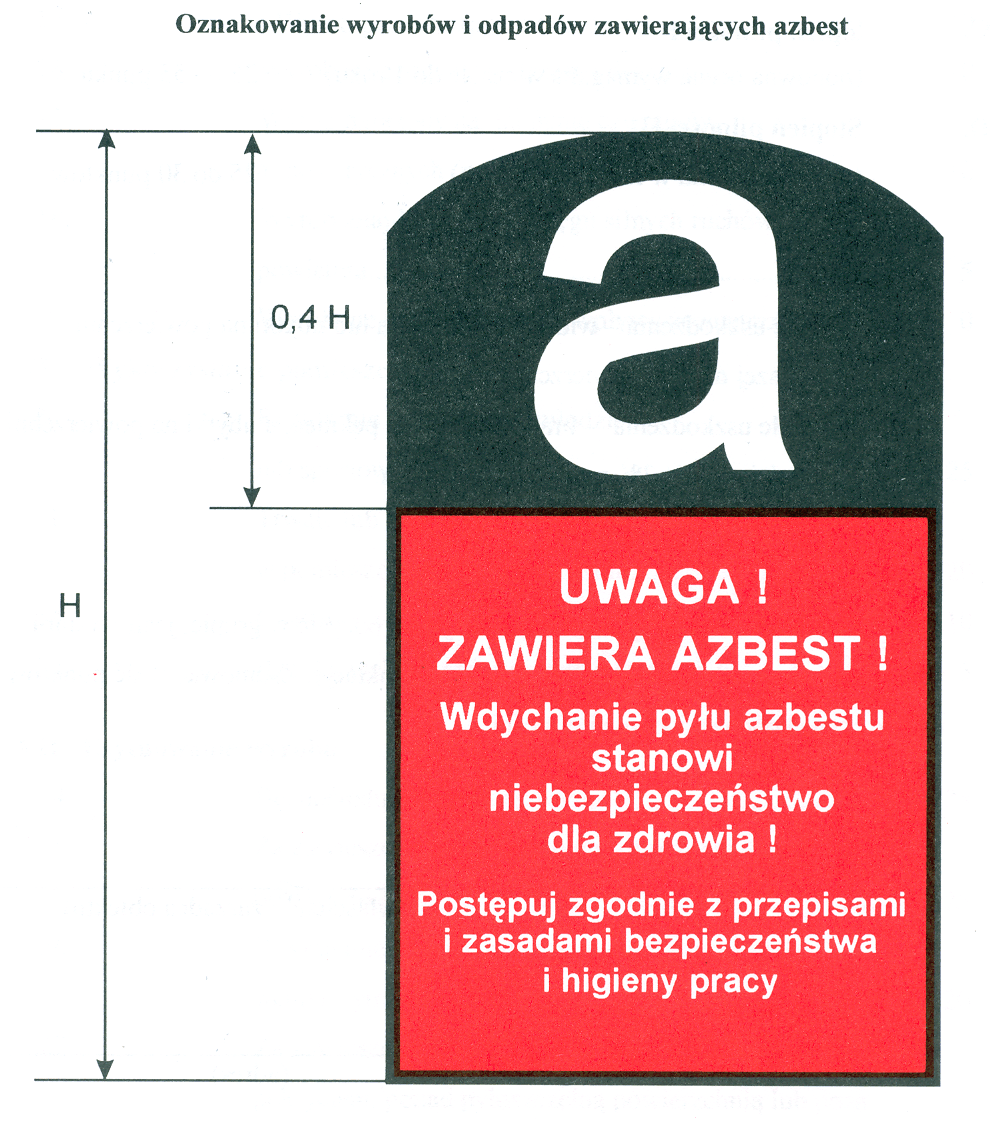 Oznakowanie wyrobów i odpadów zawierających azbest
a
0,4 H
H
UWAGA !
ZAWIERA AZBEST !
Wdychanie pyłu azbestu
stanowi
niebezpieczeństwo
dla zdrowia !
Postępuj zgodnie z przepisami
i zasadami bezpieczeństwa
i higieny pracy